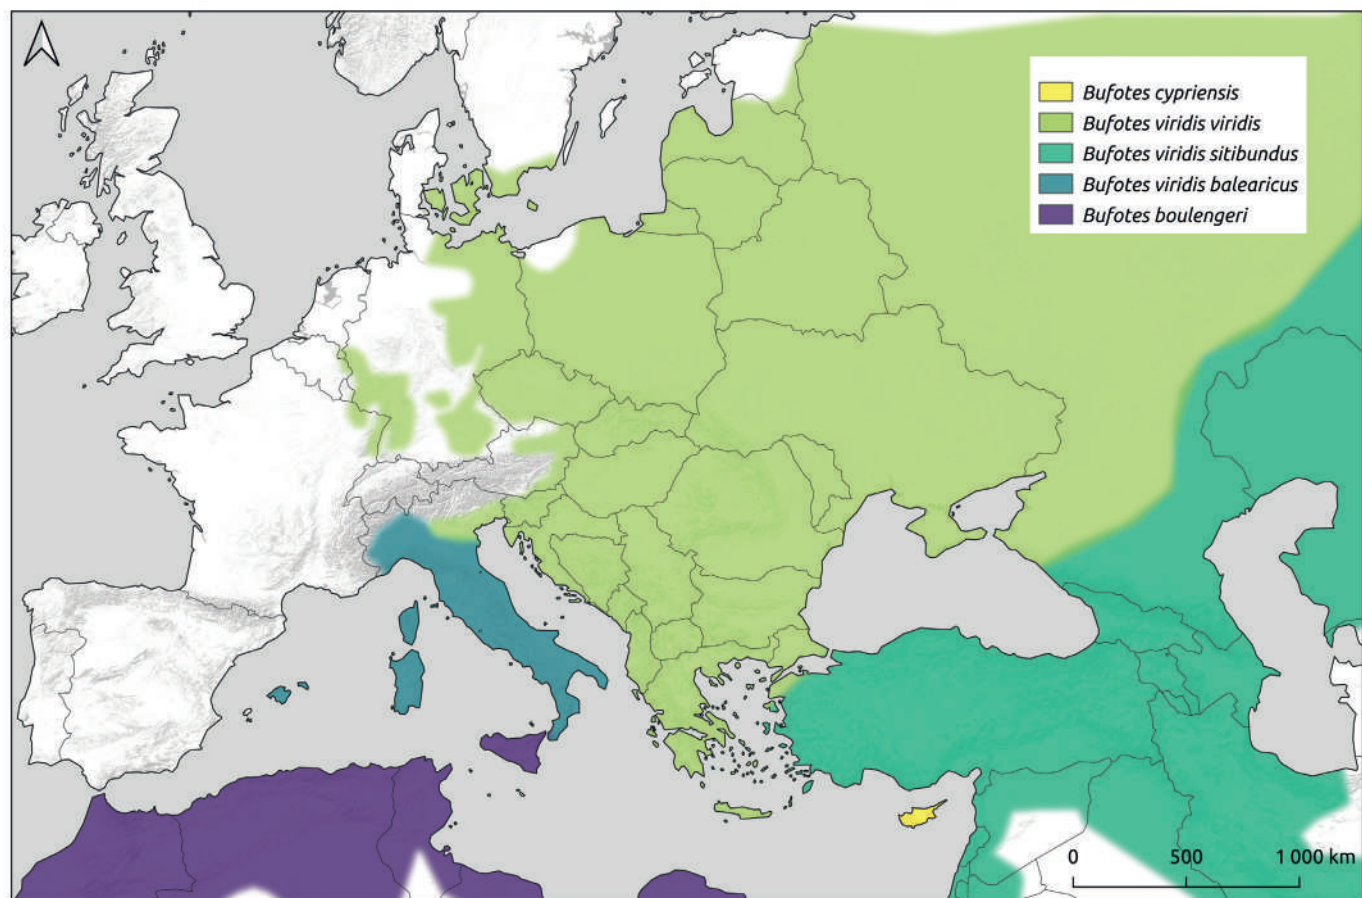 Bufotes cypriensis
Bufotes viridis viridis
Bufotes viridis sitibundus
Bufotes viridis balearicus
Bufotes boulengeri
0 500 1 000 km